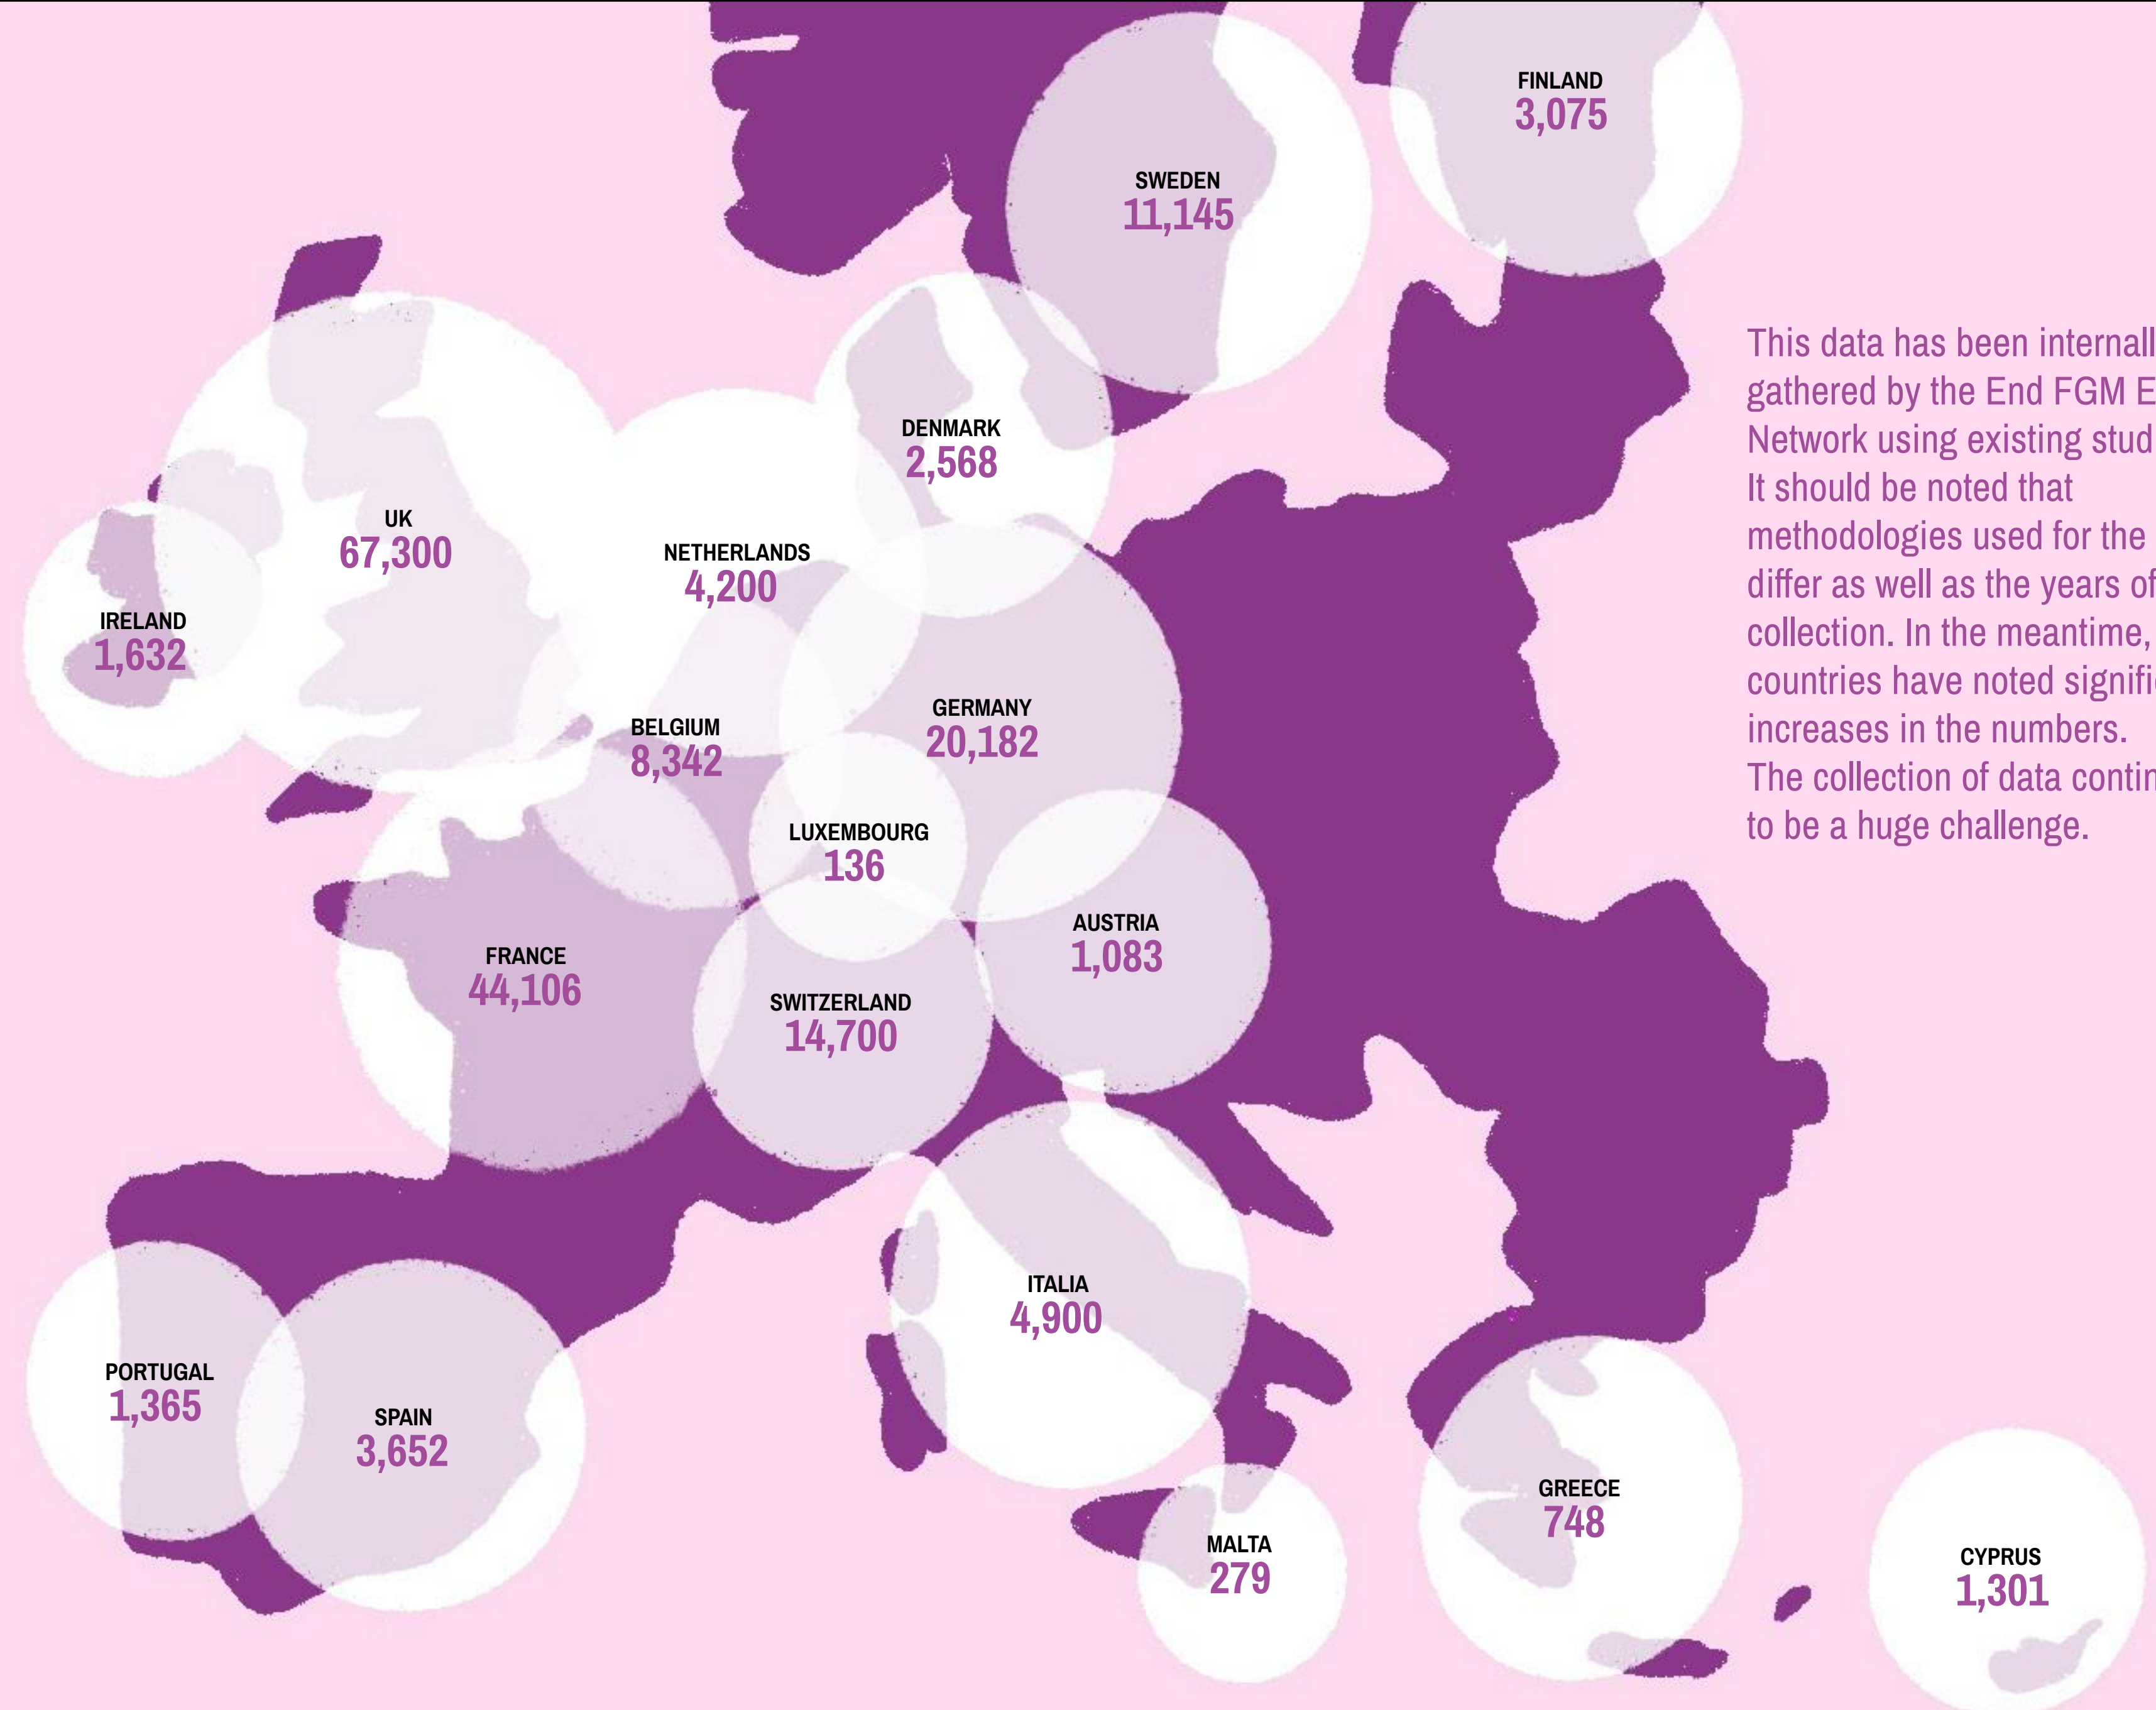 FINLAND
3,075
SWEDEN
11,145
DENMARK
2,568
UK
67,300
NETHERLANDS
4,200
IRELAND
1,632
BELGIUM
8,342
GERMANY
20,182
LUXEMBOURG
136
AUSTRIA
1,083
FRANCE
44,106
SWITZERLAND
14,700
ITALIA
4,900
PORTUGAL
1,365
SPAIN
3,652
GREECE
748
MALTA
279
CYPRUS
1,301
This data has been internall
gathered by the End FGM E
Network using existing stud
It should be noted that
methodologies used for the
differ as well as the years of
collection. In the meantime,
countries have noted signifi
increases in the numbers.
The collection of data contin
to be a huge challenge.